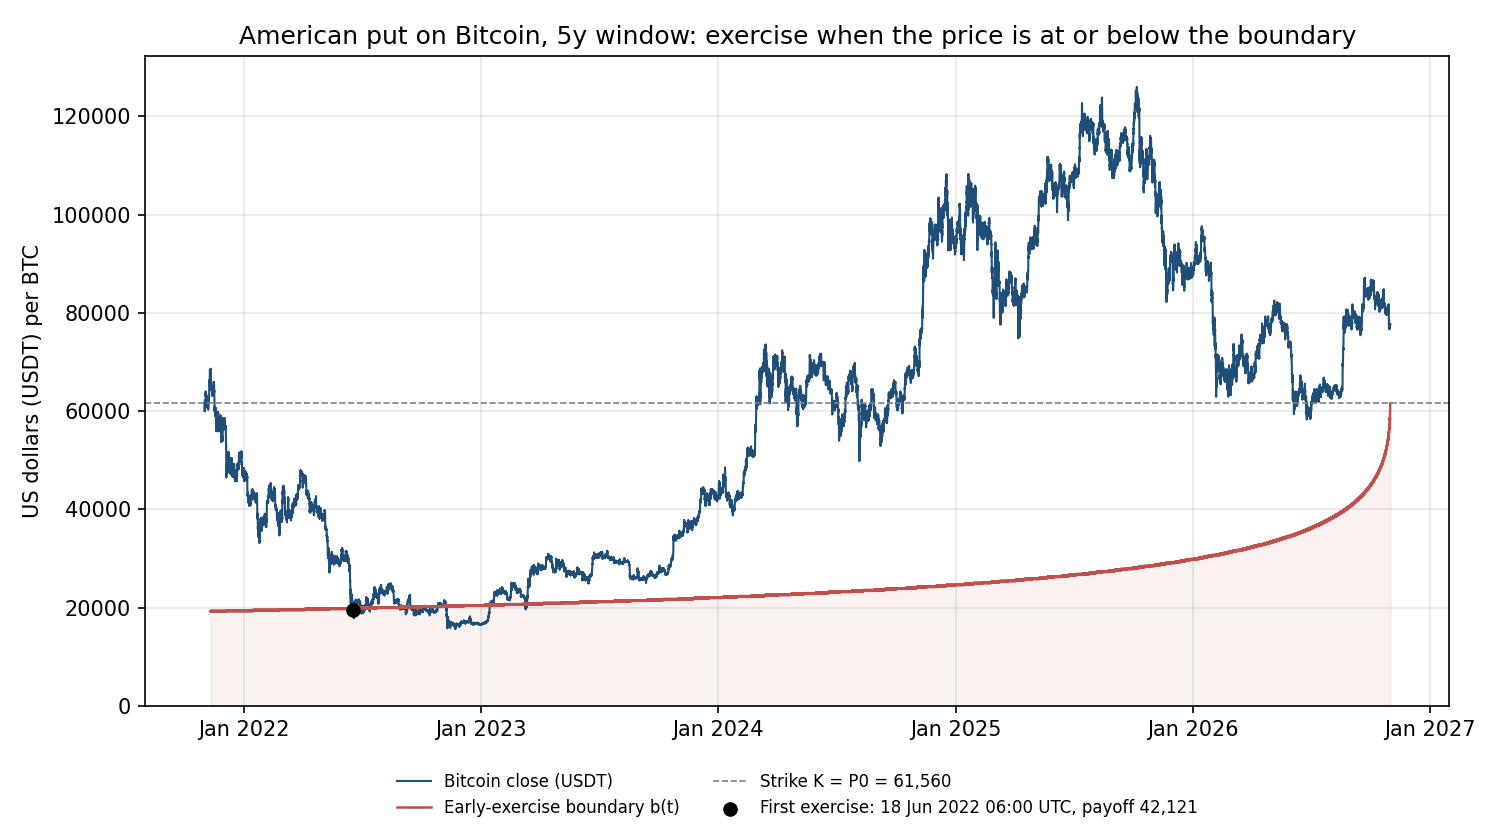 American put on Bitcoin, 5y window: exercise when the price is at or below the boundary
US dollars (USDT) per BTC
120000
100000
80000
60000
40000
20000
0
Jan 2022
Jan 2023
Jan 2024
Jan 2025
Jan 2026
Jan 2027
Bitcoin close (USDT)
Early-exercise boundary b(t)
Strike K = P0 = 61,560
First exercise: 18 Jun 2022 06:00 UTC, payoff 42,121